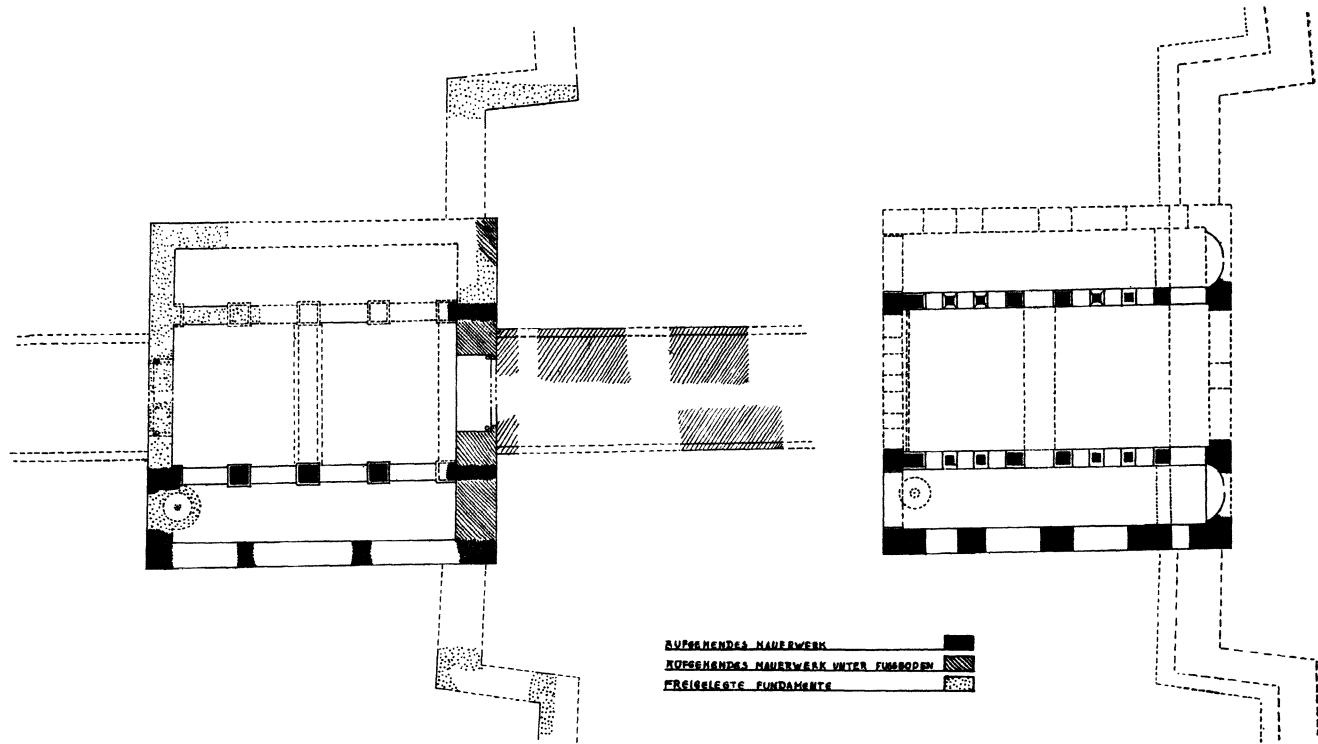 AUFGEHENDES MAUERWERK
AUFGEHENDES MAUERWERK UNTER FUSSBODEN
FREIGELEGTE FUNDAMENTE